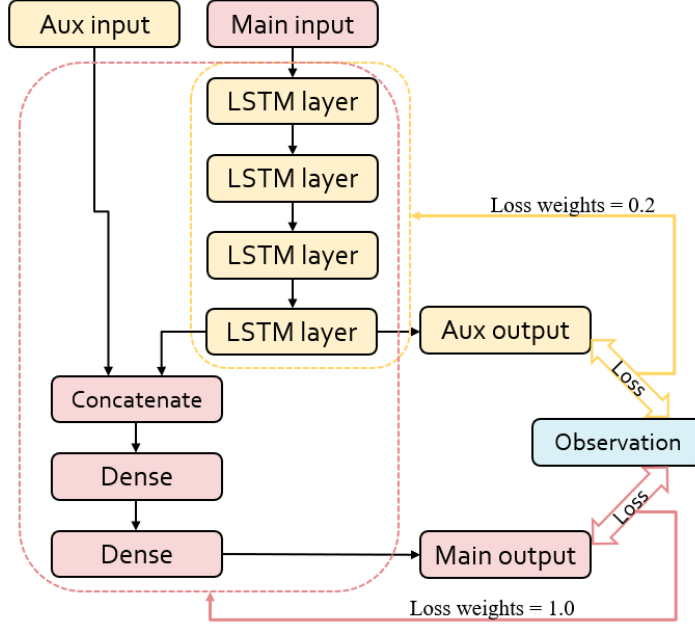 Aux input
Main input
LSTM layer
LSTM layer
Loss weights = 0.2
LSTM layer
LSTM layer
Aux output
Loss
Concatenate
Observation
Dense
Loss
Dense
Main output
Loss weights = 1.0